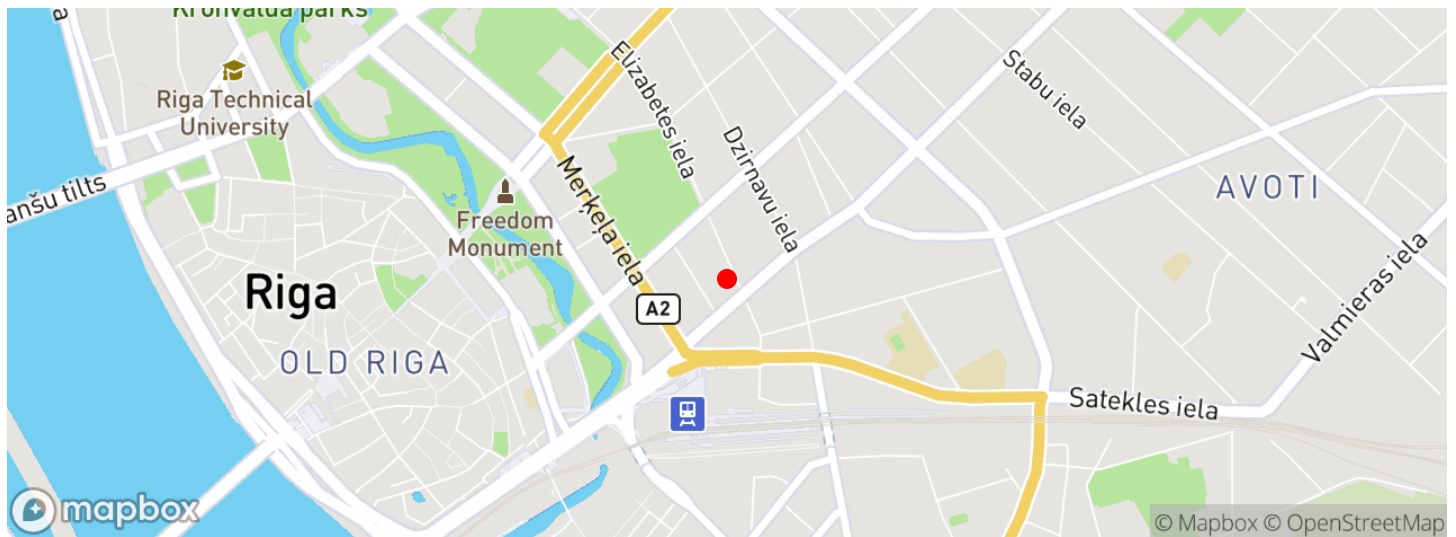 Kronvalda parks
Riga Technical
University
anšu tilts
Elizabetes iela
Dzirnavu iela
Stabu iela
AVOTI
Freedom
Monument
Merķeļa iela
Riga
A2
OLD RIGA
Valmieras iela
Satekles iela
mapbox
© Mapbox © OpenStreetMap